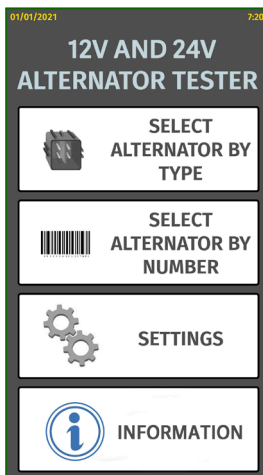 01/01/2021 7:20
12V AND 24V
ALTERNATOR TESTER
SELECT
ALTERNATOR BY
TYPE
SELECT
ALTERNATOR BY
NUMBER
SETTINGS
INFORMATION